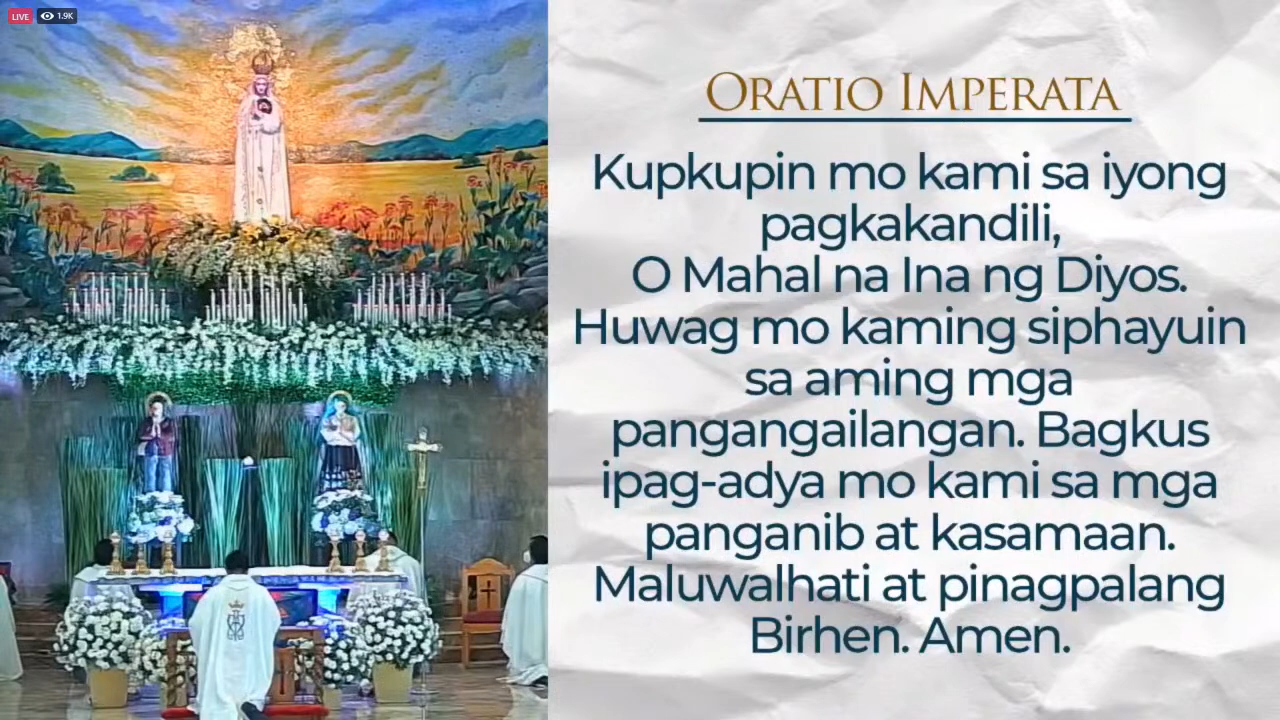 LIVE 1.9K
ORATIO IMPERATA
Kupkupin mo kami sa iyong
pagkakandili,
O Mahal na Ina ng Diyos.
Huwag mo kaming siphayuin
sa aming mga
pangangailangan. Bagkus
ipag-adya mo kami sa mga
panganib at kasamaan.
Maluwalhati at pinagpalang
Birhen. Amen.